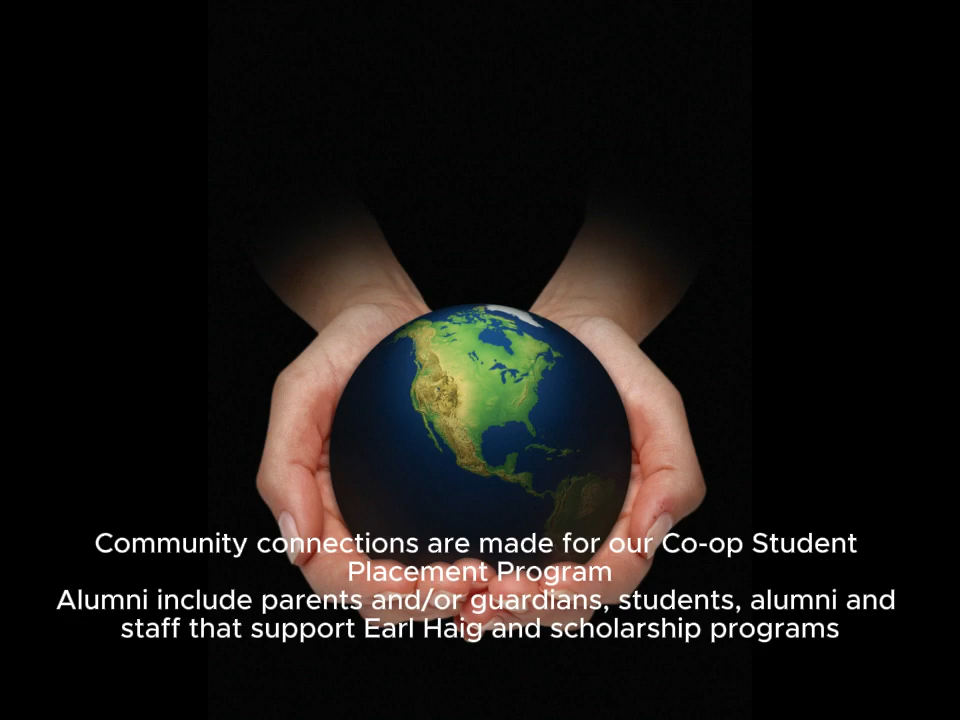 Community connections are made for our Co-op Student
Placement Program
Alumni include parents and/or guardians, students, alumni and
staff that support Earl Haig and scholarship programs